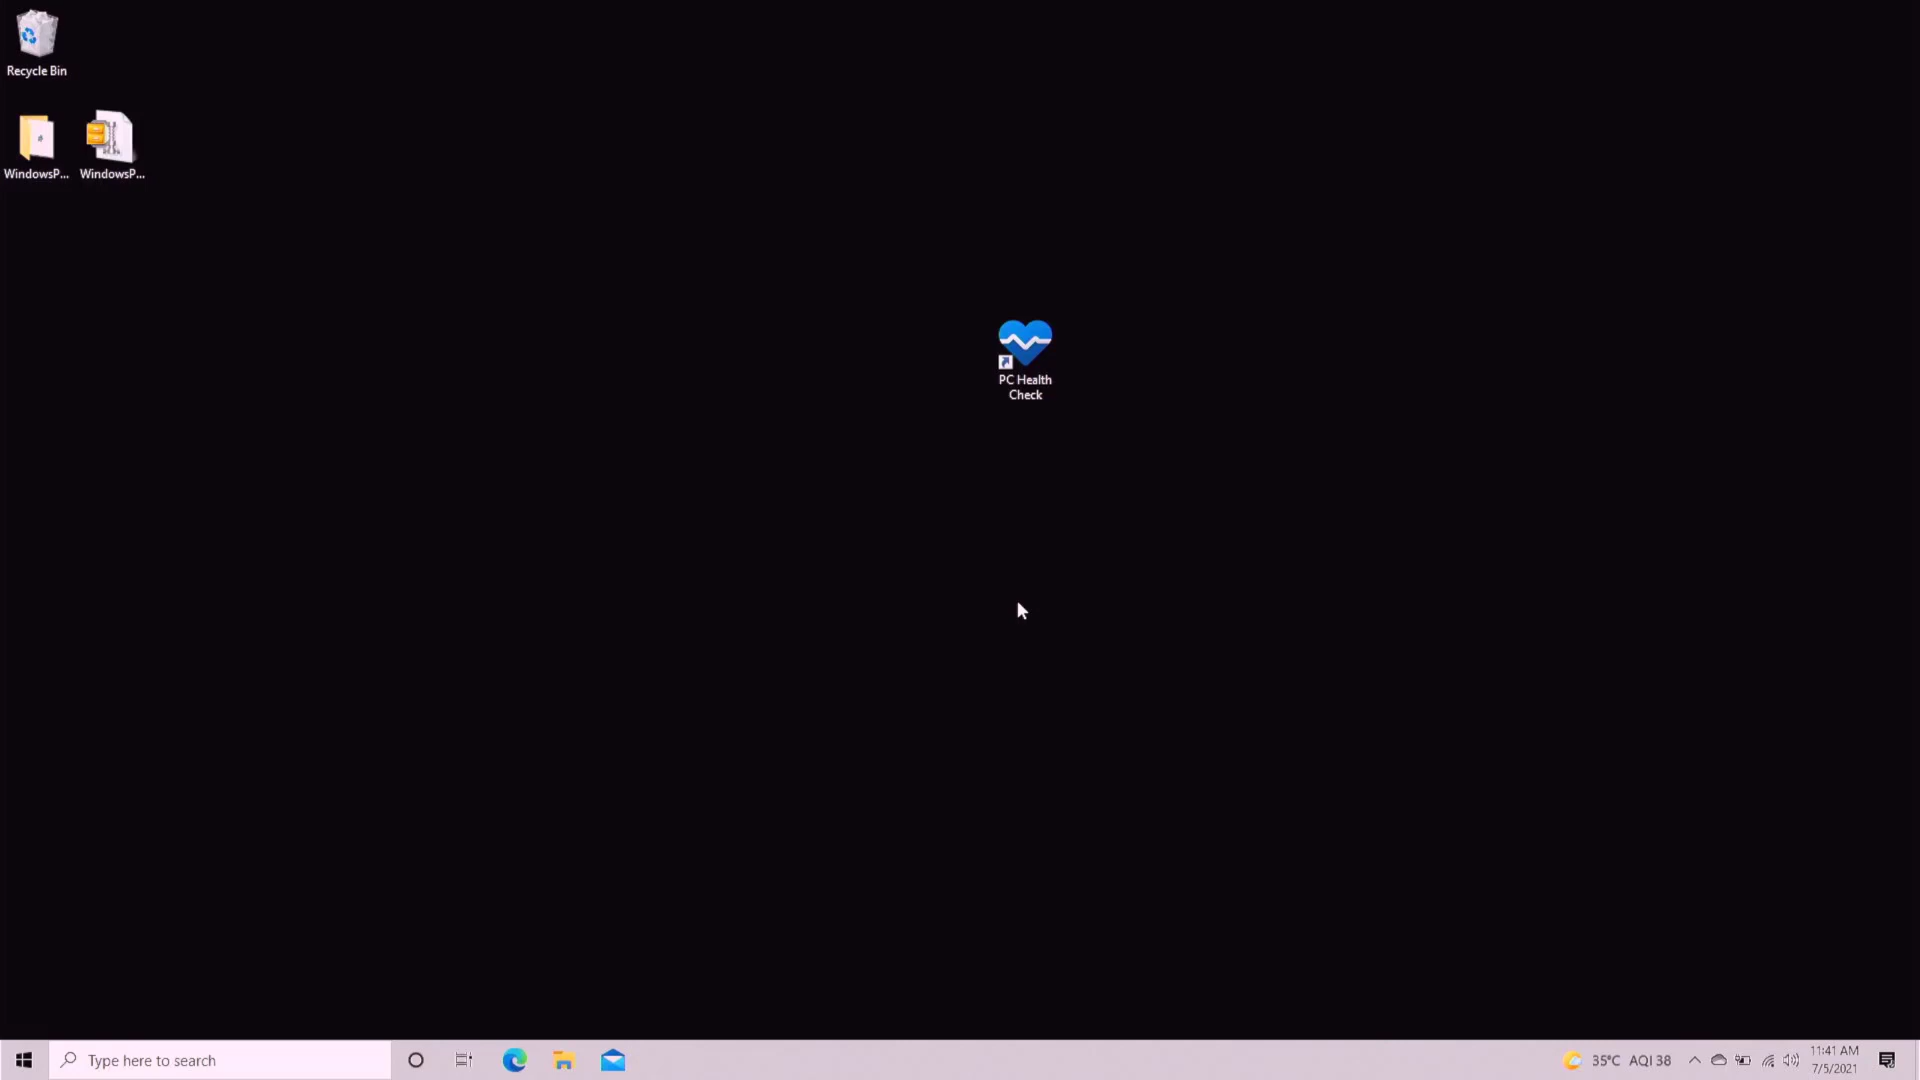 Recycle Bin
WindowsP...
WindowsP...
PC Health
Check
Type here to search
35°C AQI 38
11:41 AM
7/5/2021